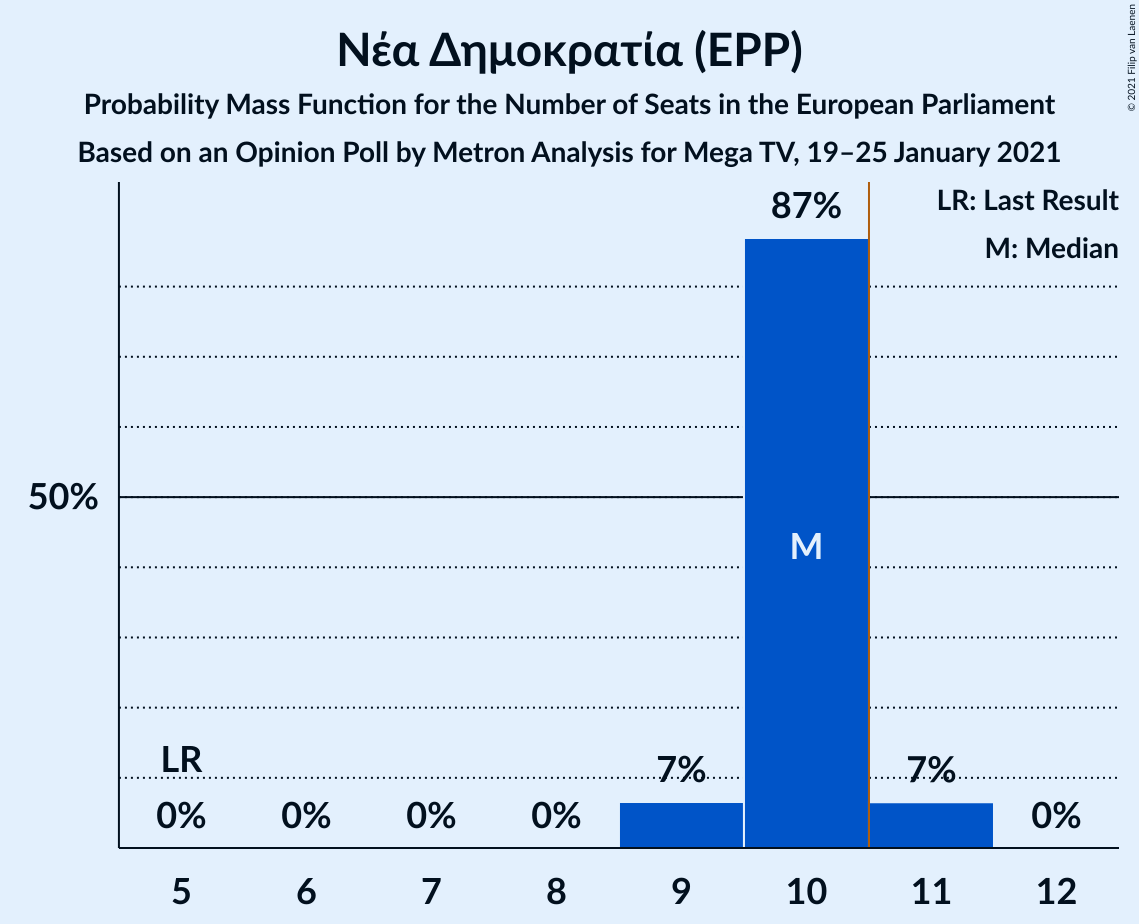 Νέα Δημοκρατία (EPP)
Probability Mass Function for the Number of Seats in the European Parliament
Based on an Opinion Poll by Metron Analysis for Mega TV, 19–25 January 2021
© 2021 Filip van Laenen
LR: Last Result
M: Median
87%
50%
M
LR
0% 0% 0% 0% 7% 7% 0%
5 6 7 8 9 10 11 12